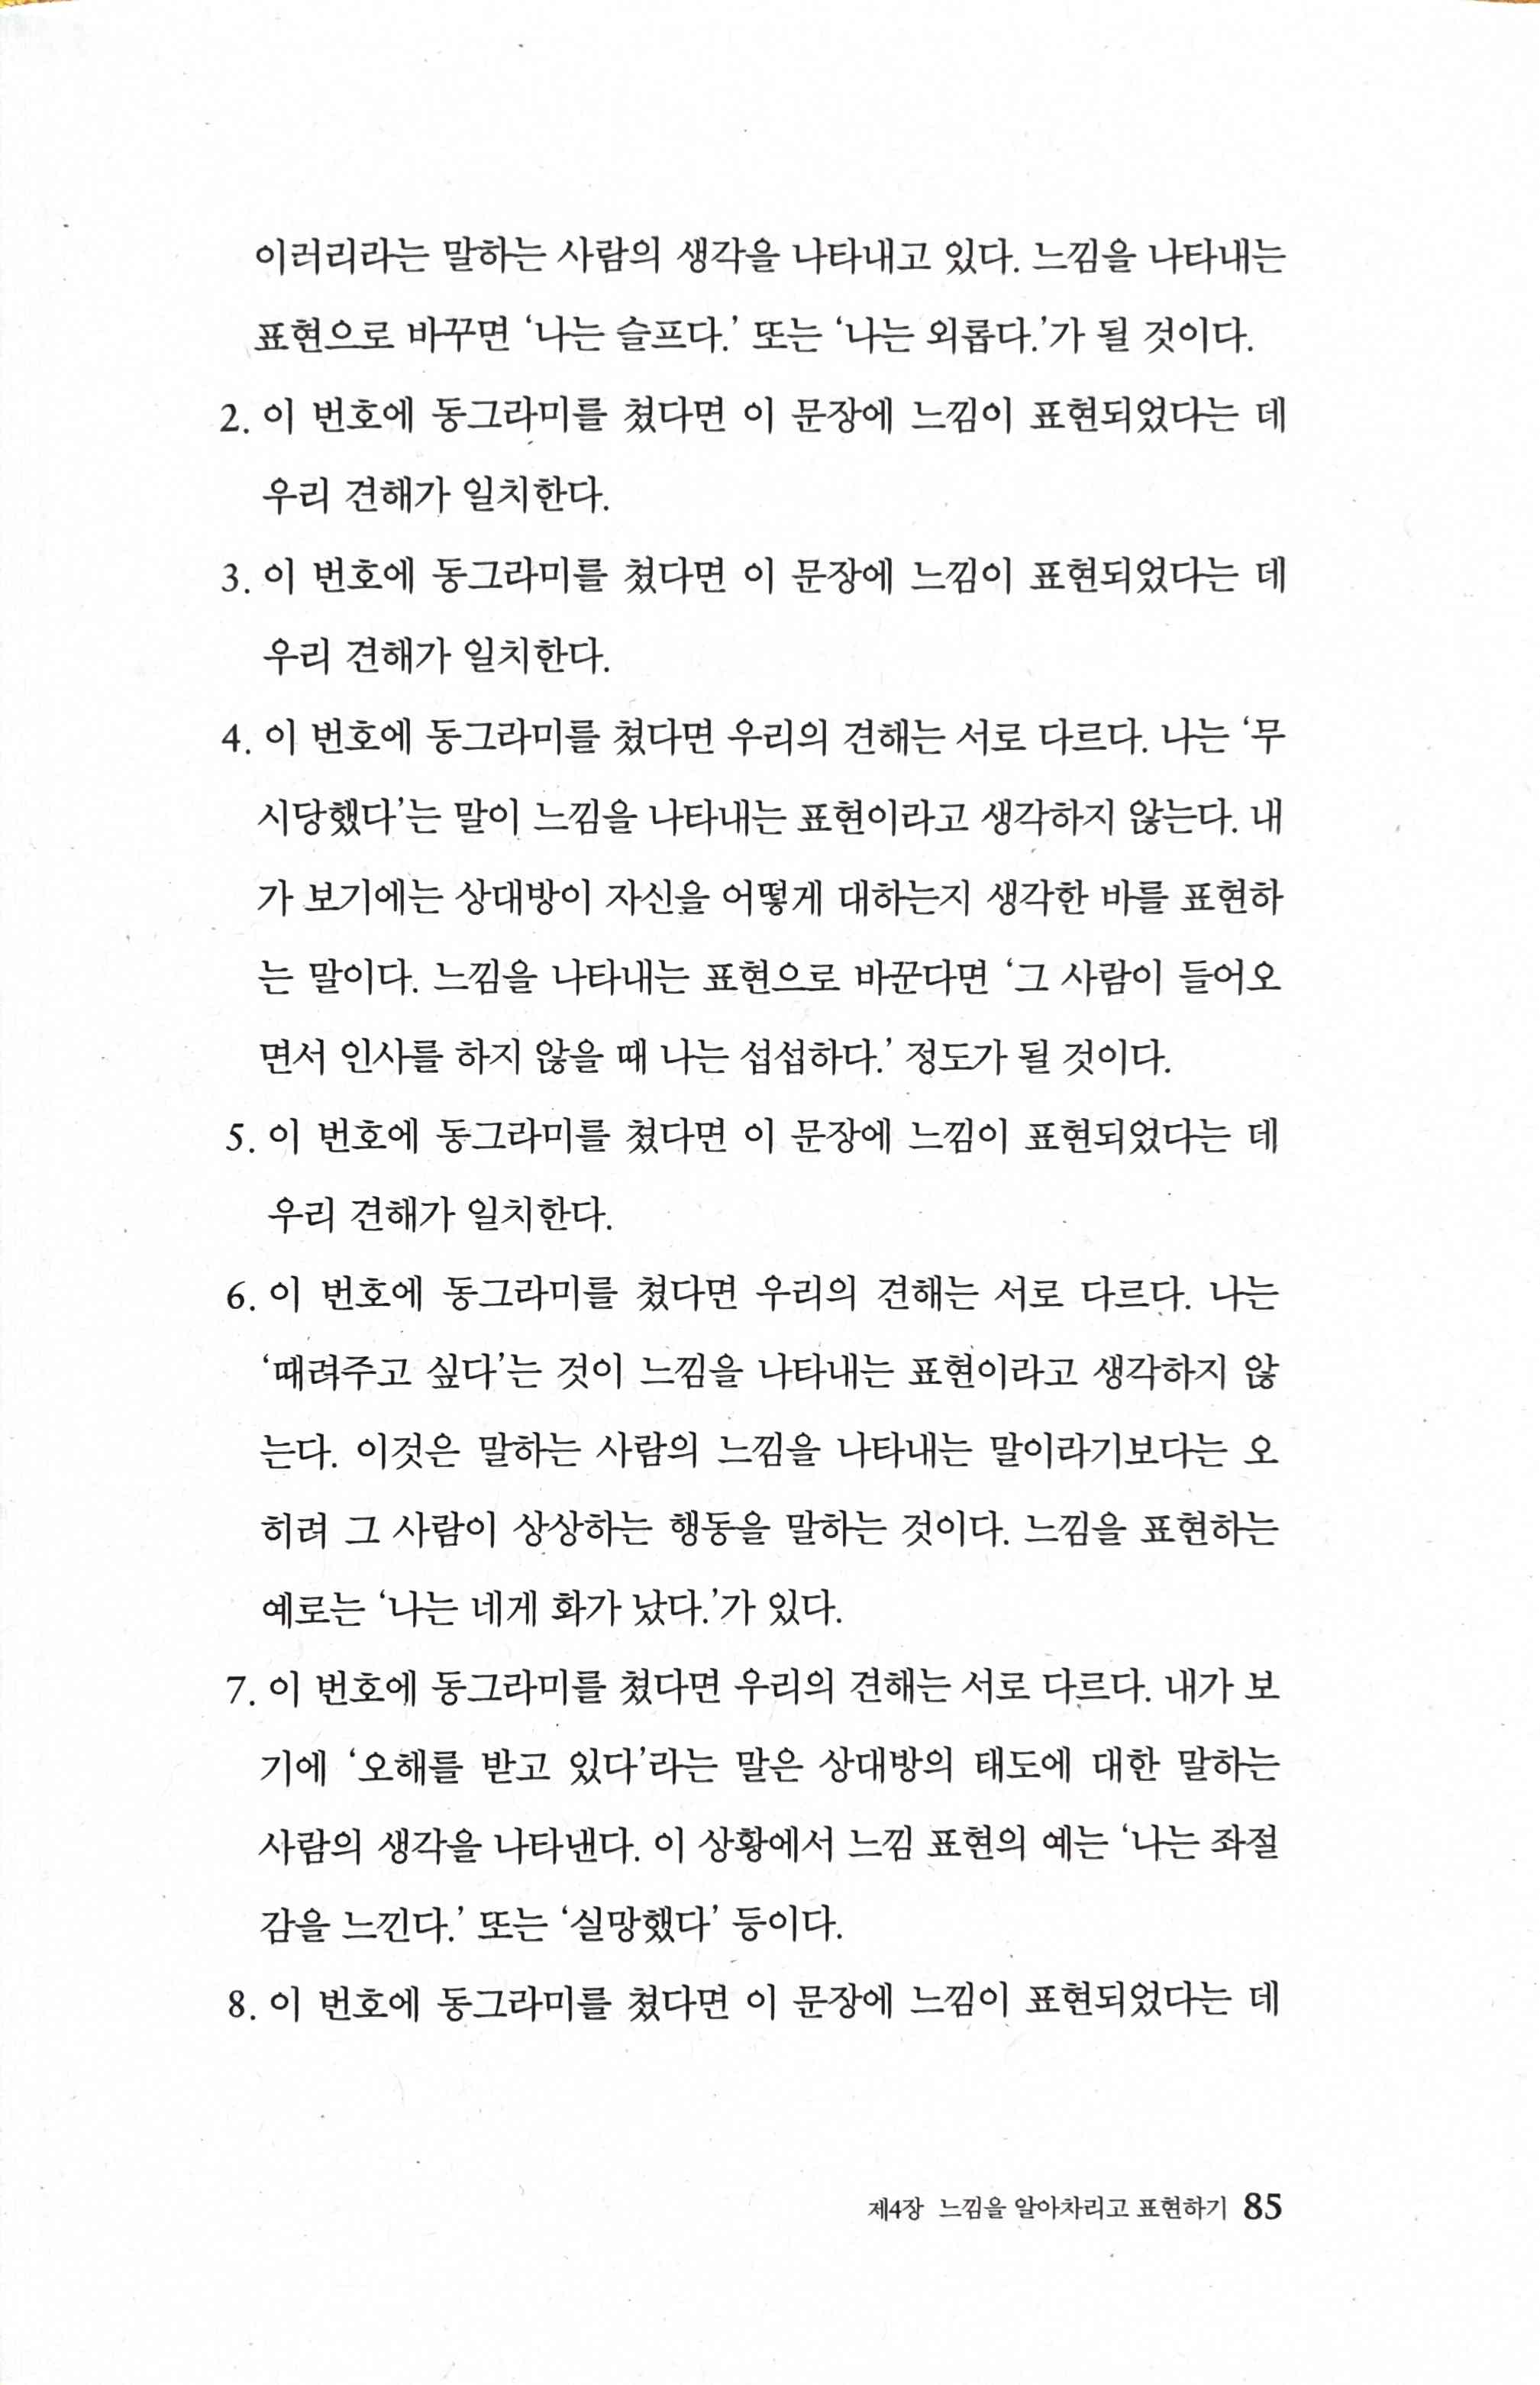 이러리라는 말하는 사람의 생각을 나타내고 있다. 느낌을 나타내는
표현으로 바꾸면 ‘나는 슬프다.’ 또는 ‘나는 외롭다.’가 될 것이다.
2. 이 번호에 동그라미를 쳤다면 이 문장에 느낌이 표현되었다는 데
우리 견해가 일치한다.
3. 이 번호에 동그라미를 쳤다면 이 문장에 느낌이 표현되었다는 데
우리 견해가 일치한다.
4. 이 번호에 동그라미를 쳤다면 우리의 견해는 서로 다르다. 나는 ‘무
시당했다’는 말이 느낌을 나타내는 표현이라고 생각하지 않는다. 내
가 보기에는 상대방이 자신을 어떻게 대하는지 생각한 바를 표현하
는 말이다. 느낌을 나타내는 표현으로 바꾼다면 ‘그 사람이 들어오
면서 인사를 하지 않을 때 나는 섭섭하다.’ 정도가 될 것이다.
5. 이 번호에 동그라미를 쳤다면 이 문장에 느낌이 표현되었다는 데
우리 견해가 일치한다.
6. 이 번호에 동그라미를 쳤다면 우리의 견해는 서로 다르다. 나는
‘때려주고 싶다’는 것이 느낌을 나타내는 표현이라고 생각하지 않
는다. 이것은 말하는 사람의 느낌을 나타내는 말이라기보다는 오
히려 그 사람이 상상하는 행동을 말하는 것이다. 느낌을 표현하는
예로는 ‘나는 네게 화가 났다.’가 있다.
7. 이 번호에 동그라미를 쳤다면 우리의 견해는 서로 다르다. 내가 보
기에 ‘오해를 받고 있다’라는 말은 상대방의 태도에 대한 말하는
사람의 생각을 나타낸다. 이 상황에서 느낌 표현의 예는 ‘나는 좌절
감을 느낀다.’ 또는 ‘실망했다’ 등이다.
8. 이 번호에 동그라미를 쳤다면 이 문장에 느낌이 표현되었다는 데
제4장 느낌을 알아차리고 표현하기 85